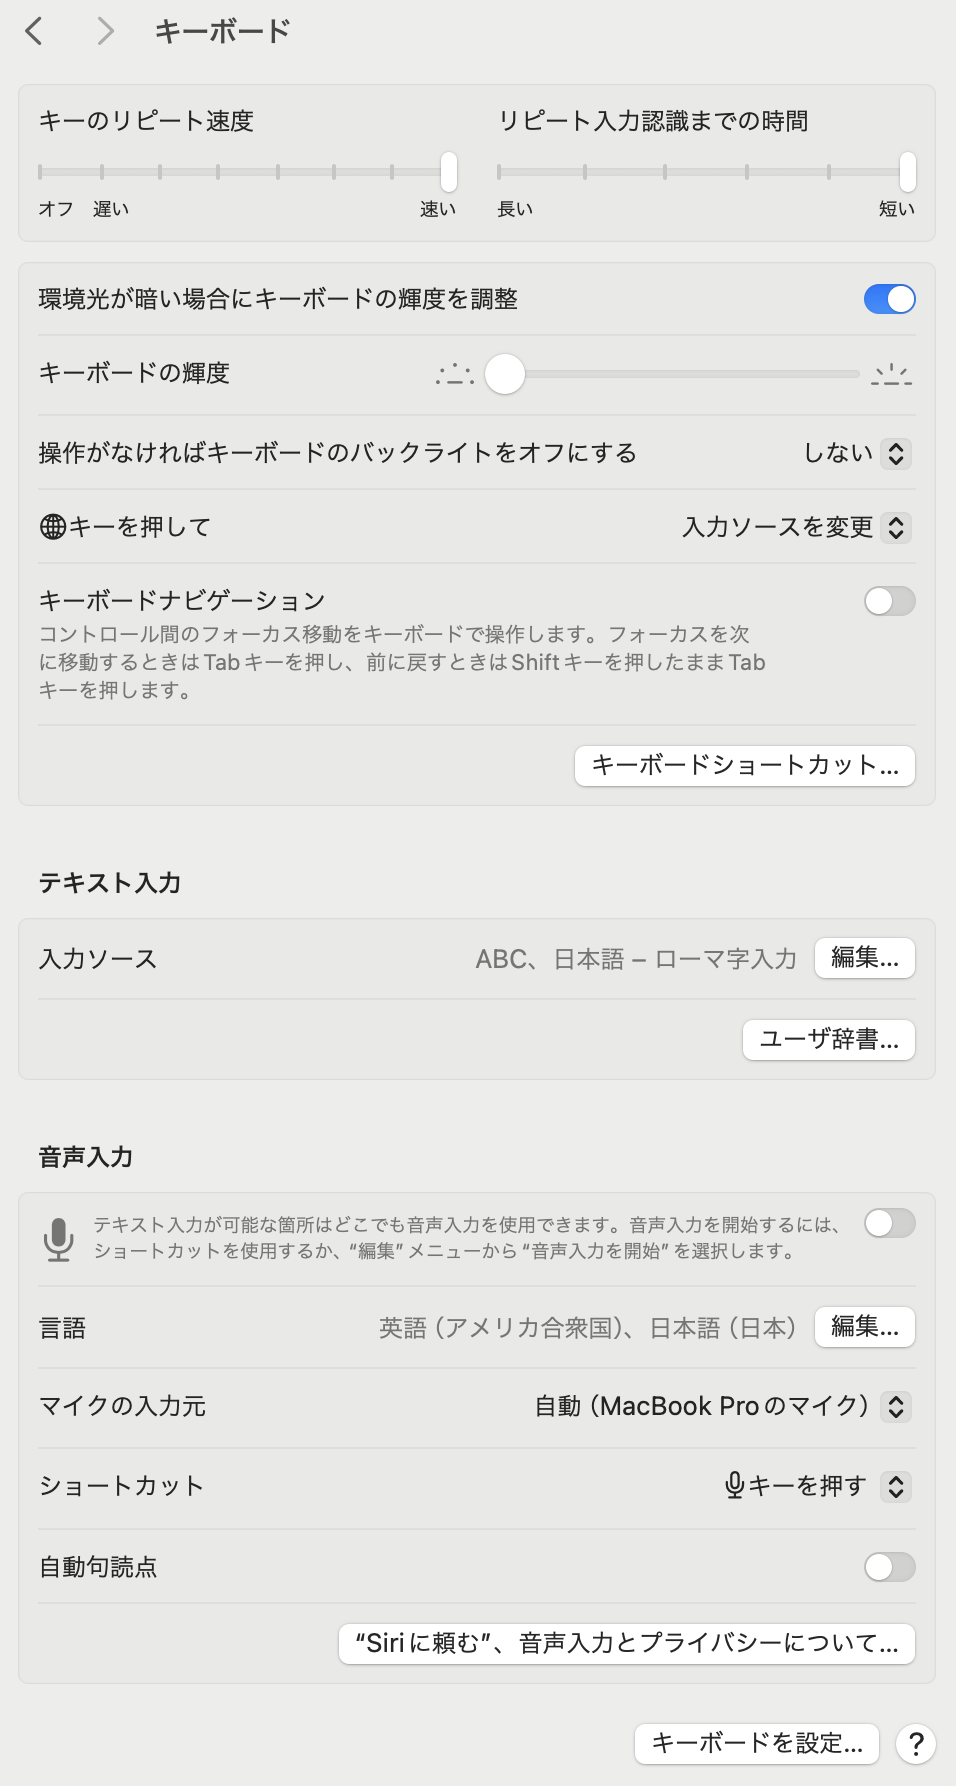 キーボード
キーのリピート速度
リピート入力認識までの時間
オフ 遅い 速い
長い 短い
環境光が暗い場合にキーボードの輝度を調整
キーボードの輝度
操作がなければキーボードのバックライトをオフにする しない
キーを押して 入力ソースを変更
キーボードナビゲーション
コントロール間のフォーカス移動をキーボードで操作します。フォーカスを次
に移動するときはTabキーを押し、前に戻すときはShiftキーを押したままTab
キーを押します。
キーボードショートカット...
テキスト入力
入力ソース ABC、日本語 – ローマ字入力 編集...
ユーザ辞書...
音声入力
テキスト入力が可能な箇所はどこでも音声入力を使用できます。音声入力を開始するには、
ショートカットを使用するか、“編集”メニューから“音声入力を開始”を選択します。
言語 英語（アメリカ合衆国）、日本語（日本） 編集...
マイクの入力元 自動（MacBook Proのマイク）
ショートカット キーを押す
自動句読点
“Siriに頼む”、音声入力とプライバシーについて...
キーボードを設定... ?